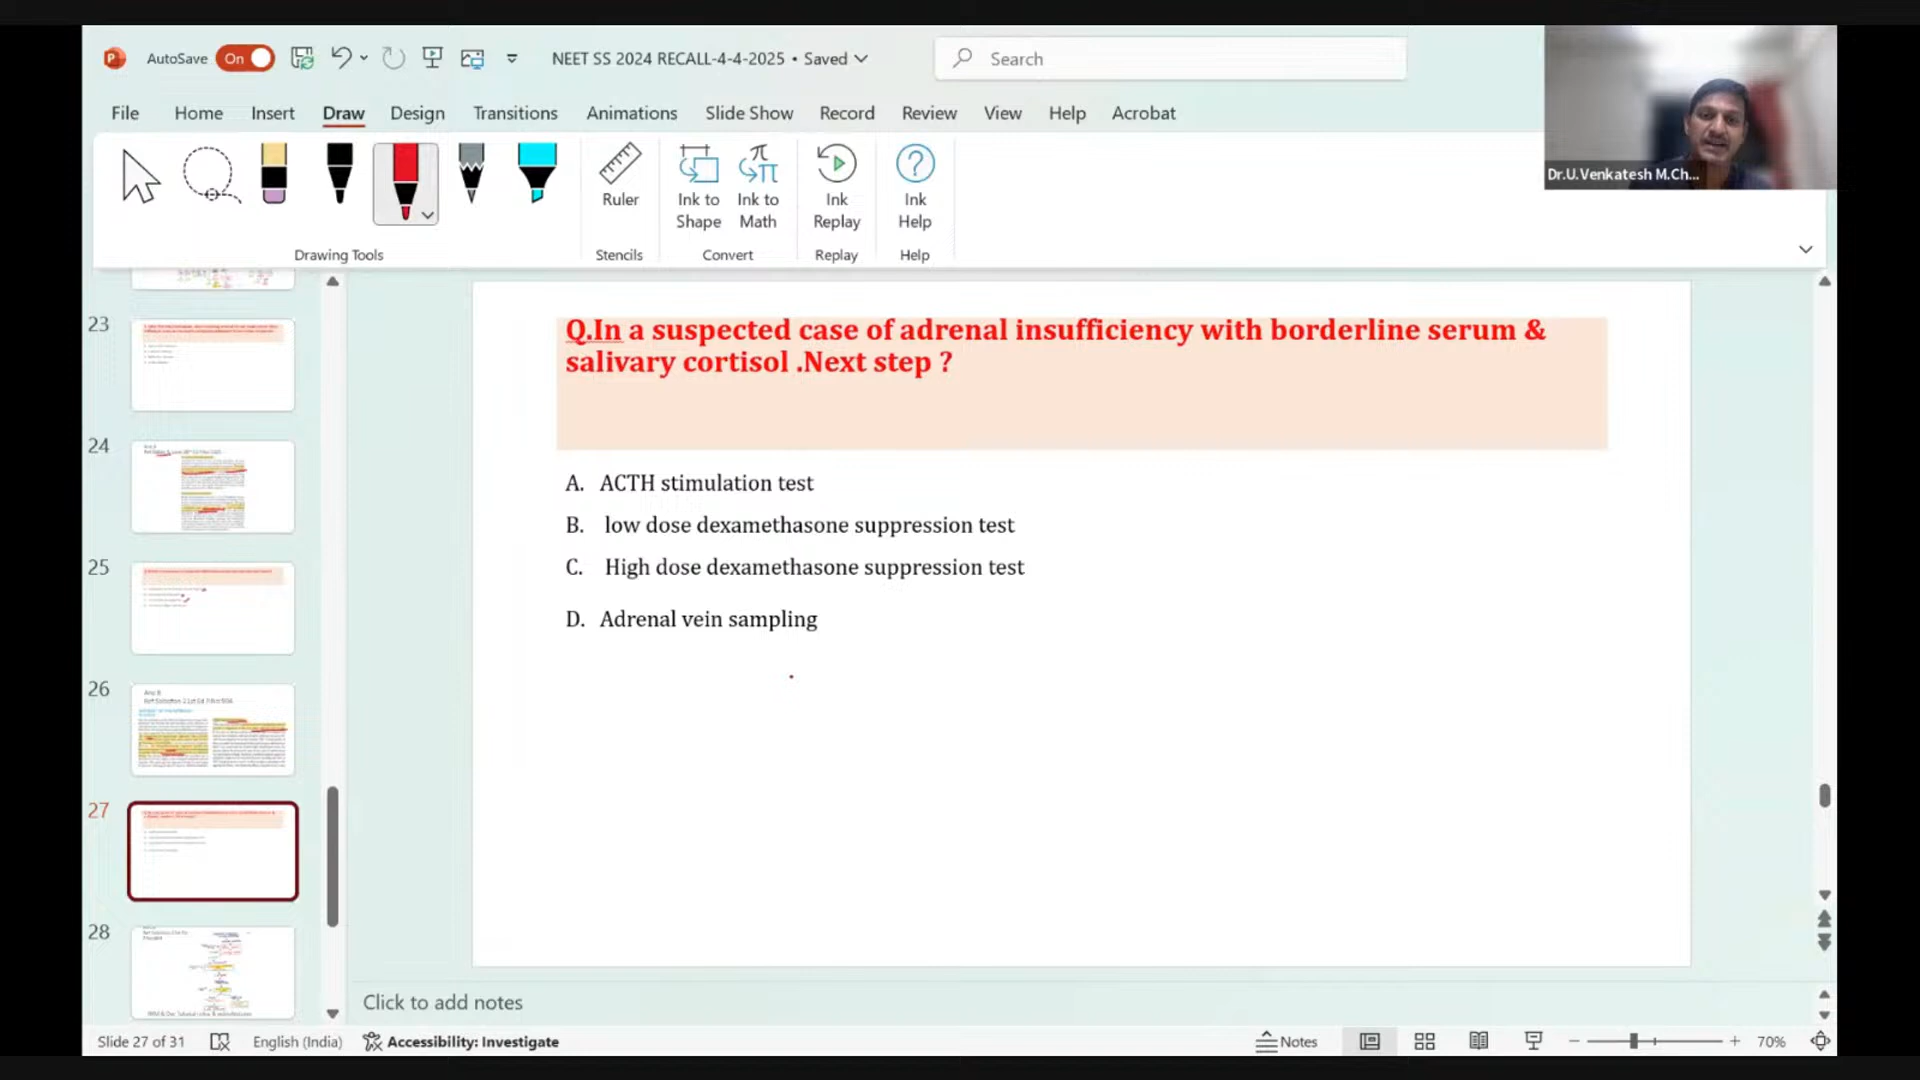 AutoSave On NEET SS 2024 RECALL-4-4-2025 • Saved Search
File Home Insert Draw Design Transitions Animations Slide Show Record Review View Help Acrobat
Ruler
Ink to Shape
Ink to Math
Ink Replay
Ink Help
Drawing Tools Stencils Convert Replay Help
Dr.U.Venkatesh M.Ch...
23
24
25
26
27
28
Q.In a suspected case of adrenal insufficiency with borderline serum &
salivary cortisol .Next step ?
A. ACTH stimulation test
B. low dose dexamethasone suppression test
C. High dose dexamethasone suppression test
D. Adrenal vein sampling
Click to add notes
Slide 27 of 31 English (India) Accessibility: Investigate Notes 70%